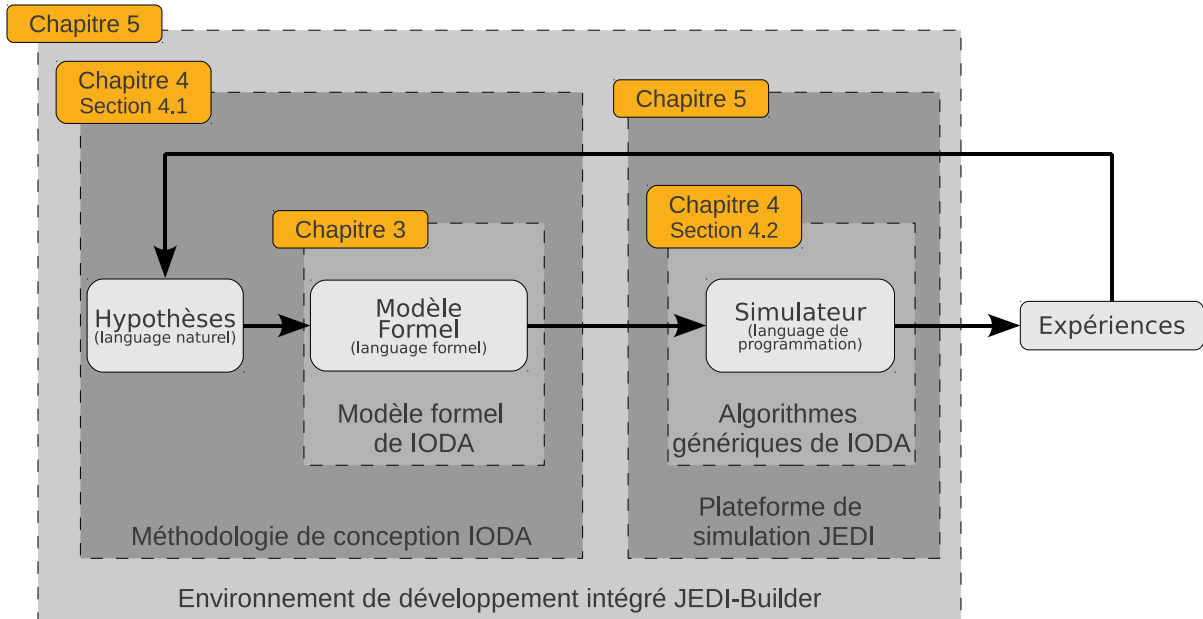 Chapitre 5
Chapitre 4
Section 4.1
Chapitre 5
Chapitre 3
Chapitre 4
Section 4.2
Hypothèses
(language naturel)
Modèle
Formel
(language formel)
Simulateur
(language de
programmation)
Expériences
Modèle formel
de IODA
Algorithmes
génériques de IODA
Méthodologie de conception IODA
Plateforme de
simulation JEDI
Environnement de développement intégré JEDI-Builder